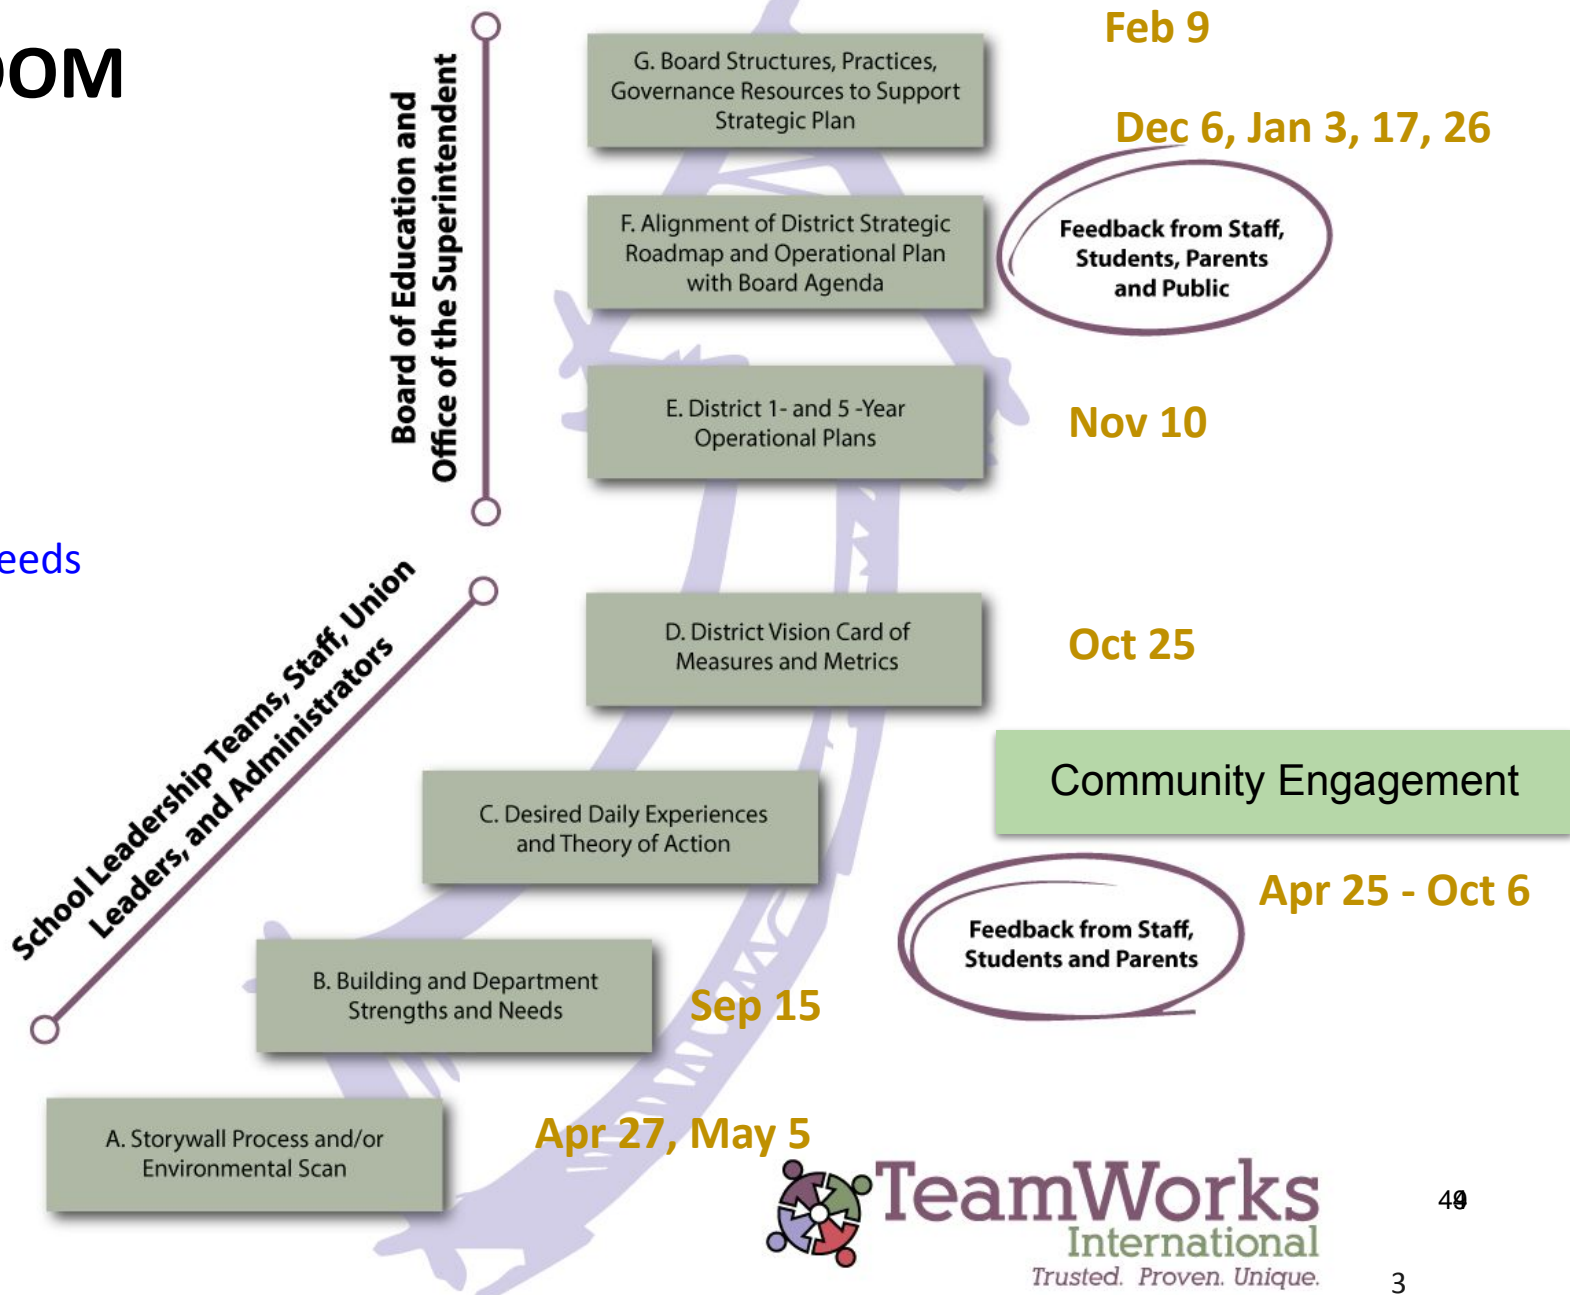 OOM
Feb 9
G. Board Structures, Practices,
Governance Resources to Support
Strategic Plan
Dec 6, Jan 3, 17, 26
Board of Education and
Office of the Superintendent
F. Alignment of District Strategic
Roadmap and Operational Plan
with Board Agenda
Feedback from Staff,
Students, Parents
and Public
E. District 1- and 5 -Year
Operational Plans
Nov 10
eeds
School Leadership Teams, Staff, Union
Leaders, and Administrators
D. District Vision Card of
Measures and Metrics
Oct 25
Community Engagement
C. Desired Daily Experiences
and Theory of Action
Apr 25 - Oct 6
Feedback from Staff,
Students and Parents
B. Building and Department
Strengths and Needs
Sep 15
A. Storywall Process and/or
Environmental Scan
Apr 27, May 5
TeamWorks
International
Trusted. Proven. Unique.
3